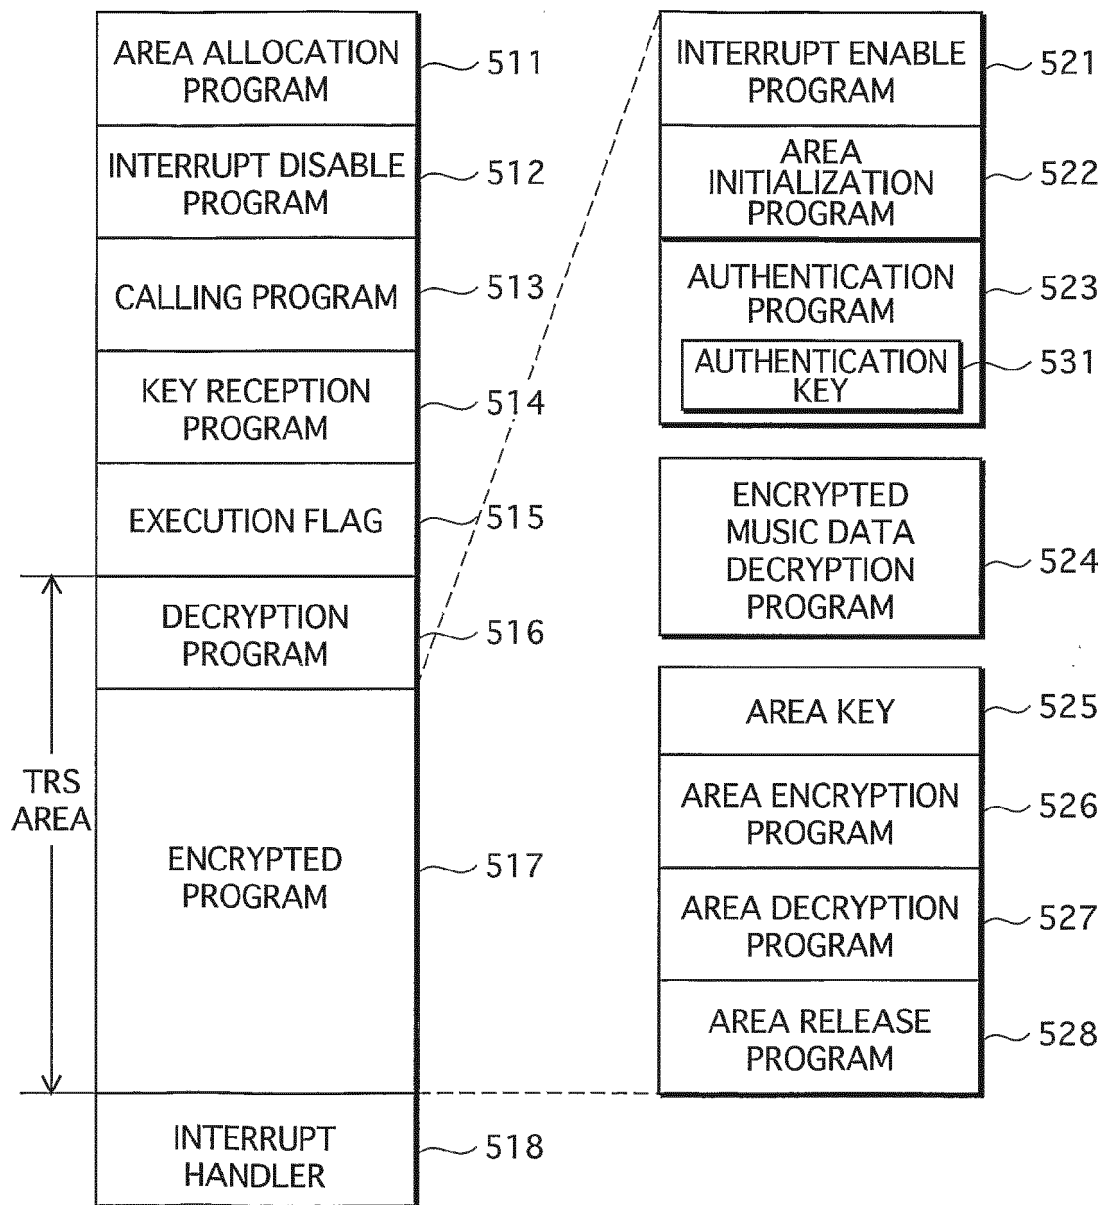 AREA ALLOCATION
PROGRAM
511
INTERRUPT DISABLE
PROGRAM
512
CALLING PROGRAM
513
KEY RECEPTION
PROGRAM
514
EXECUTION FLAG
515
DECRYPTION
PROGRAM
516
TRS
AREA
ENCRYPTED
PROGRAM
517
INTERRUPT
HANDLER
518
INTERRUPT ENABLE
PROGRAM
521
AREA
INITIALIZATION
PROGRAM
522
AUTHENTICATION
PROGRAM
523
AUTHENTICATION
KEY
531
ENCRYPTED
MUSIC DATA
DECRYPTION
PROGRAM
524
AREA KEY
525
AREA ENCRYPTION
PROGRAM
526
AREA DECRYPTION
PROGRAM
527
AREA RELEASE
PROGRAM
528